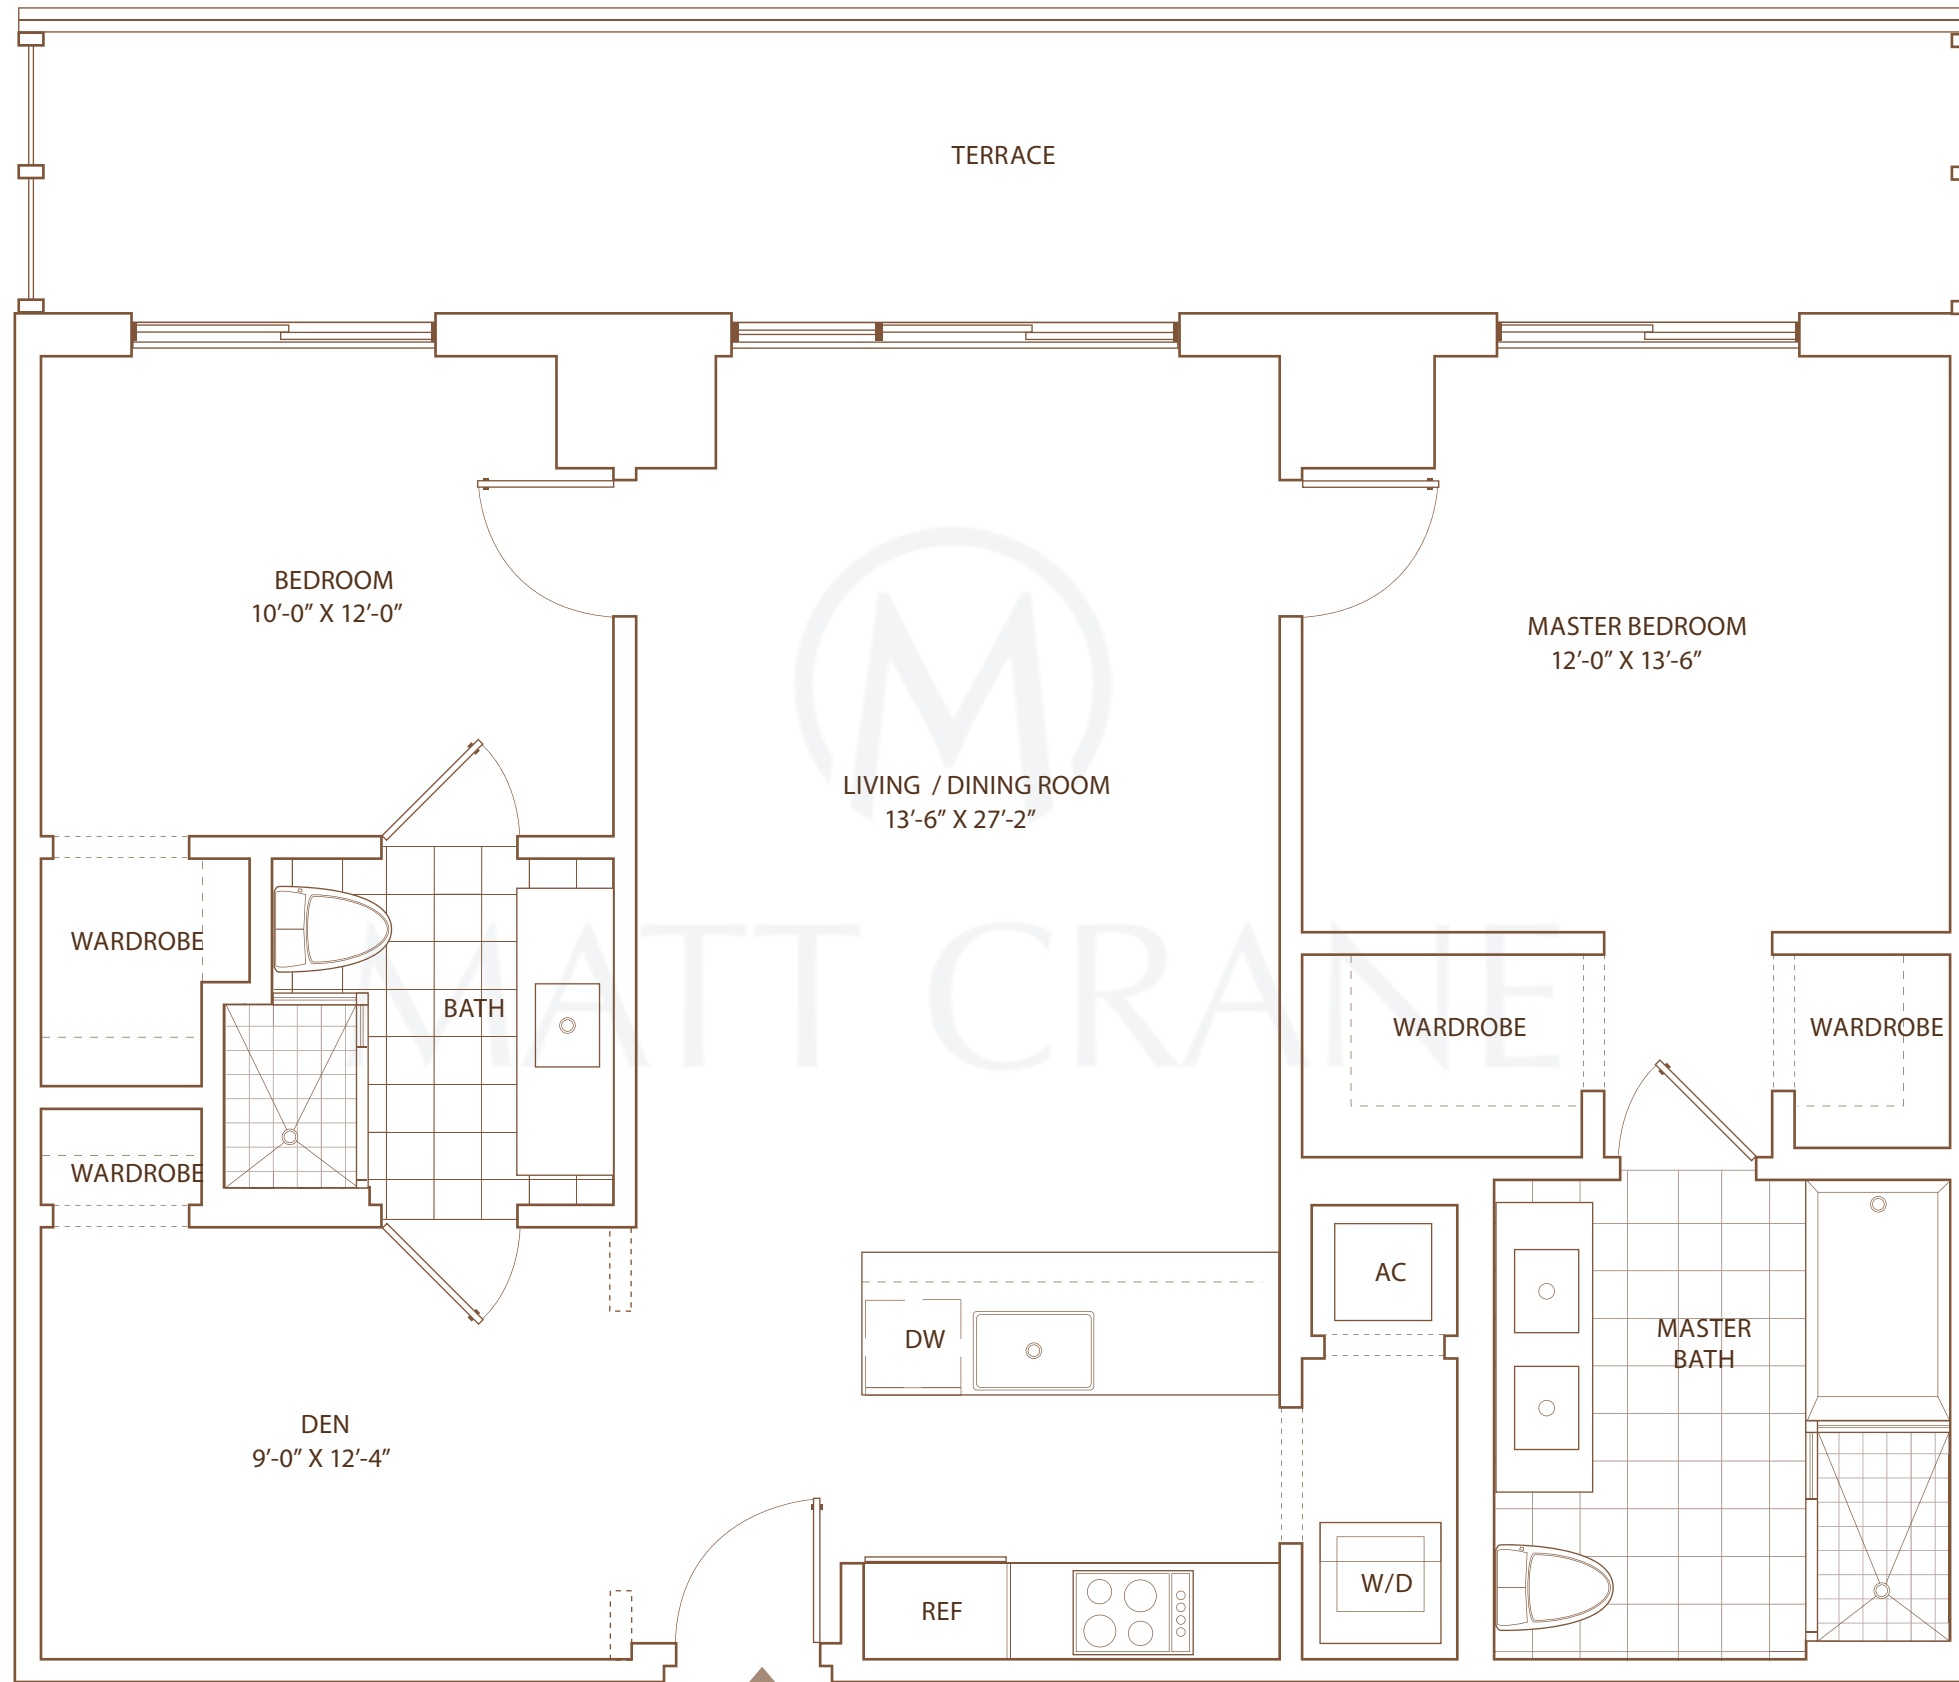 TERRACE
BEDROOM
10’-0” X 12’-0”
MASTER BEDROOM
12’-0” X 13’-6”
LIVING / DINING ROOM
13’-6” X 27’-2”
WARDROBE
BATH
WARDROBE
WARDROBE
MATT CRANE
WARDROBE
AC
DW
MASTER
BATH
DEN
9’-0” X 12’-4”
W/D
REF